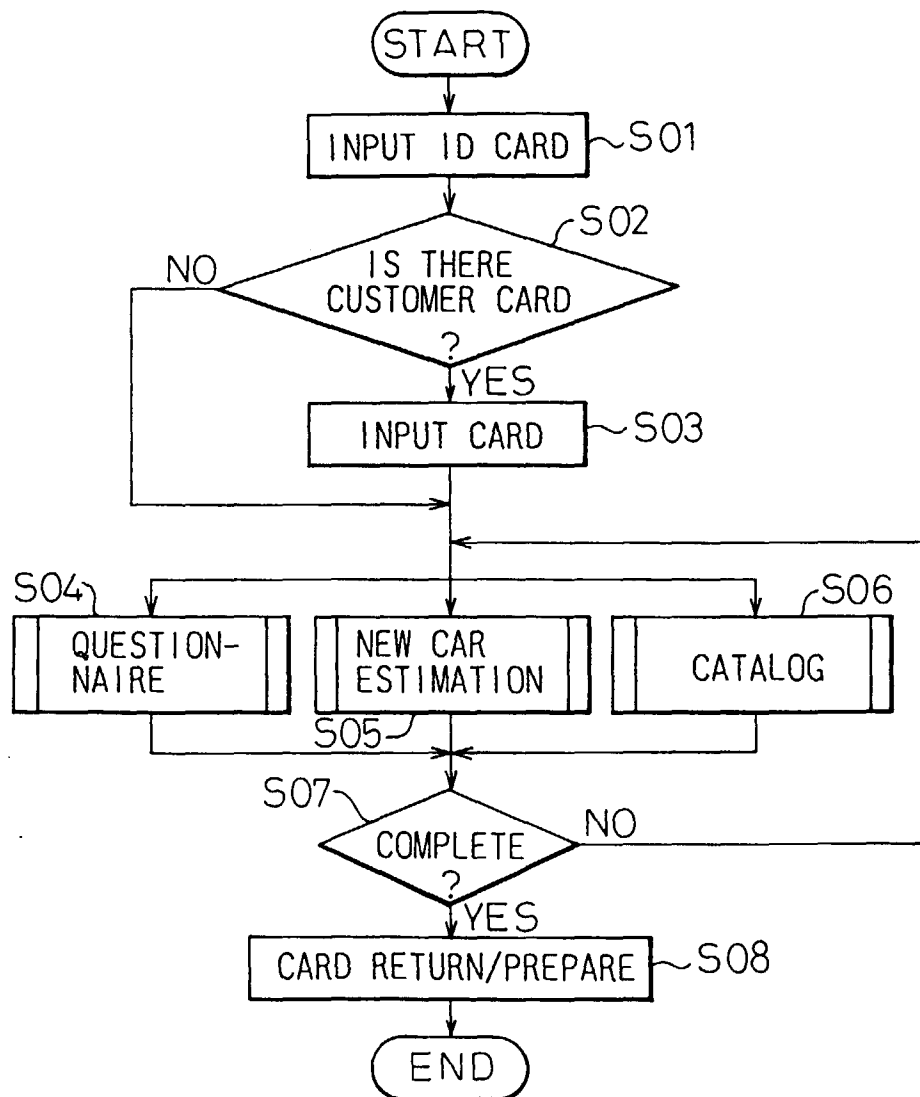 START
INPUT ID CARD
S01
S02
IS THERE
CUSTOMER CARD
?
NO
YES
INPUT CARD
S03
S04
QUESTION-
NAIRE
NEW CAR
ESTIMATION
S05
S06
CATALOG
S07
COMPLETE
?
NO
YES
CARD RETURN/PREPARE
S08
END